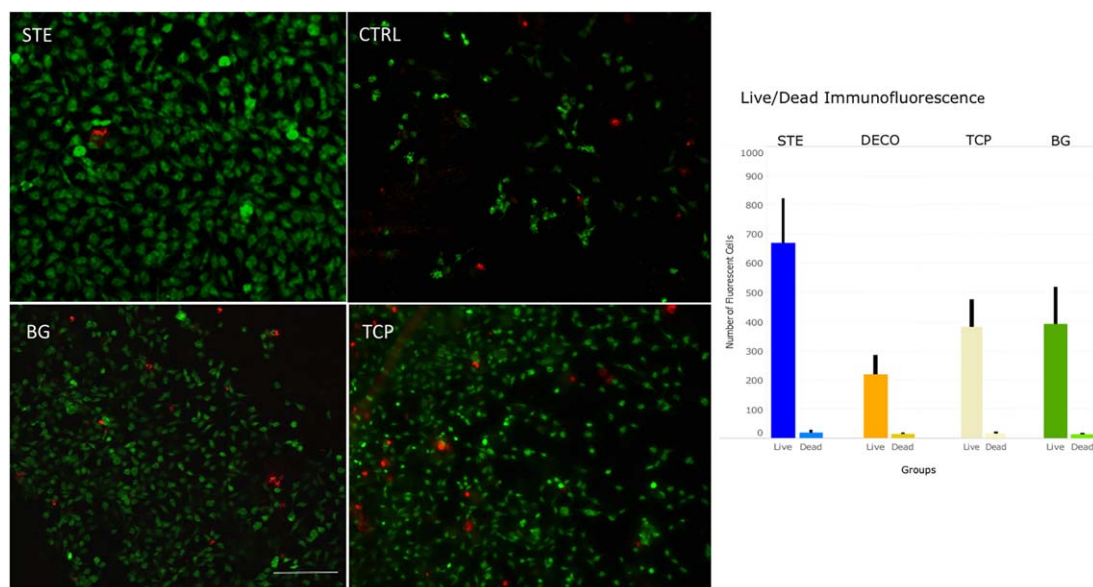 STE
CTRL
BG
TCP
Live/Dead Immunofluorescence
STE DECO TCP BG
1000
900
800
700
600
500
400
300
200
100
0
Number of Fluorescent Cells
Live Dead Live Dead Live Dead Live Dead
Groups